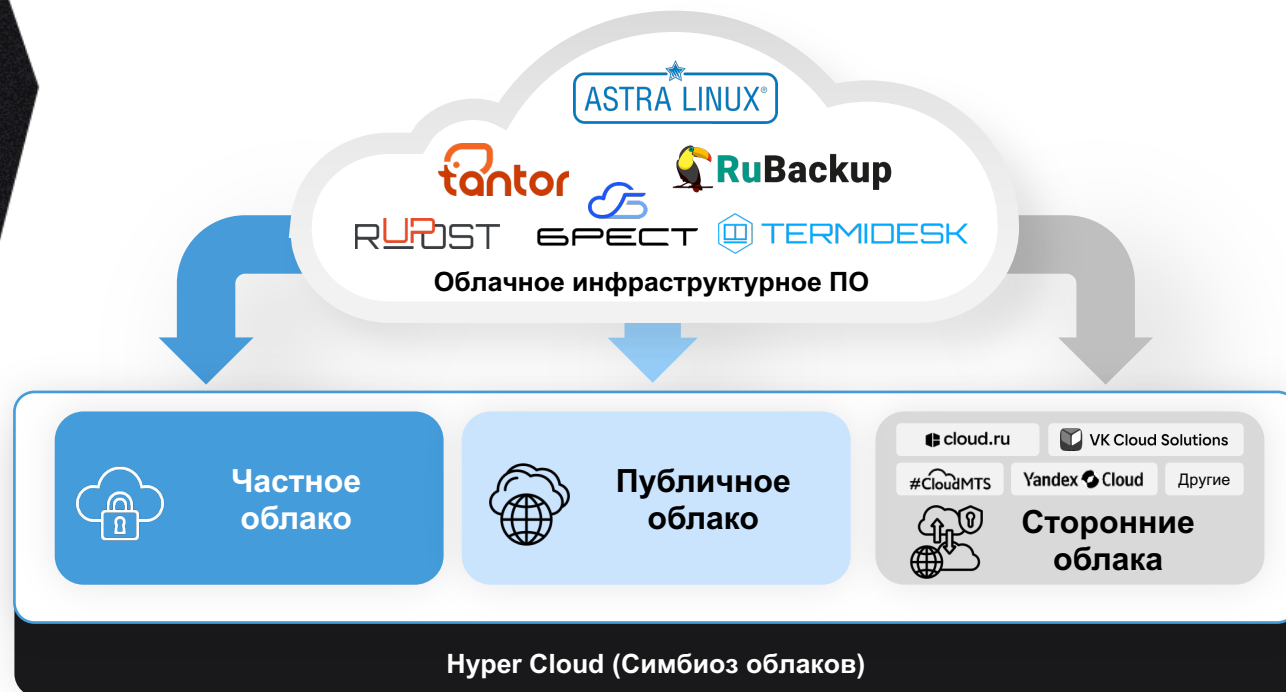 ASTRA LINUX®
tantor
RuBackup
RUPOST
БРЕСТ
TERMIDESK
Облачное инфраструктурное ПО
Частное
облако
Публичное
облако
cloud.ru
VK Cloud Solutions
#CloudMTS
Yandex Cloud
Другие
Сторонние
облака
Hyper Cloud (Симбиоз облаков)